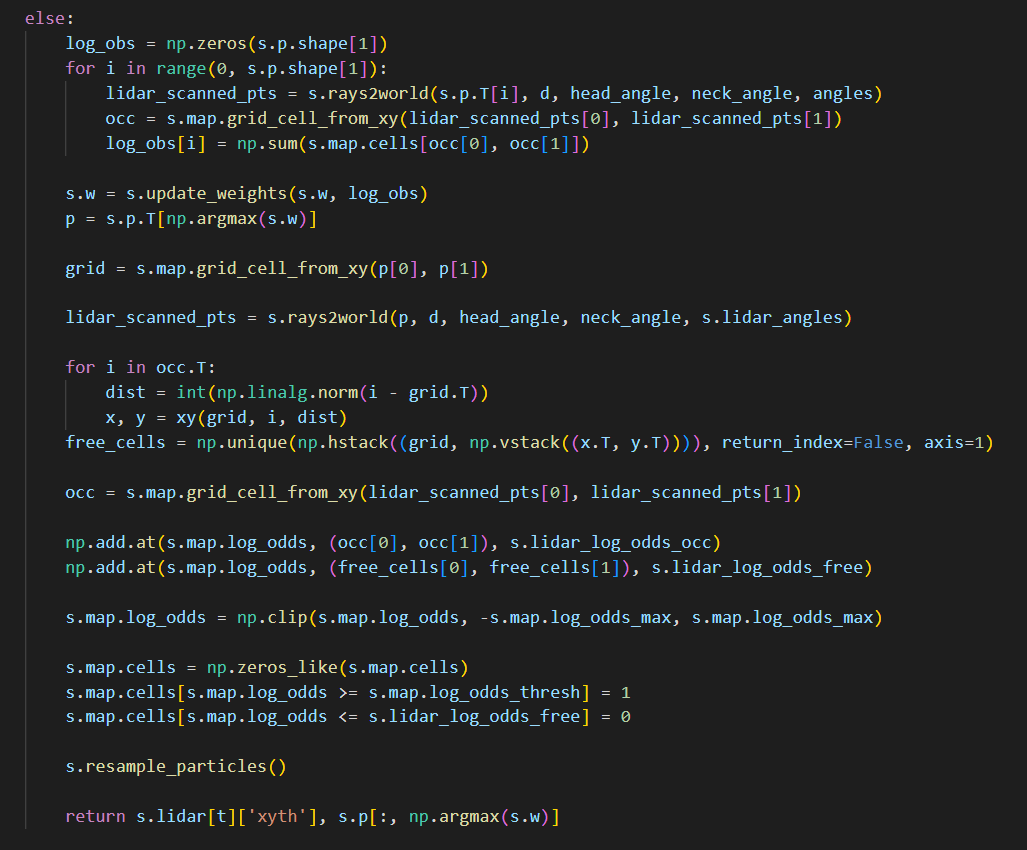 else:
    log_obs = np.zeros(s.p.shape[1])
    for i in range(0, s.p.shape[1]):
        lidar_scanned_pts = s.rays2world(s.p.T[i], d, head_angle, neck_angle, angles)
        occ = s.map.grid_cell_from_xy(lidar_scanned_pts[0], lidar_scanned_pts[1])
        log_obs[i] = np.sum(s.map.cells[occ[0], occ[1]])

    s.w = s.update_weights(s.w, log_obs)
    p = s.p.T[np.argmax(s.w)]

    grid = s.map.grid_cell_from_xy(p[0], p[1])

    lidar_scanned_pts = s.rays2world(p, d, head_angle, neck_angle, s.lidar_angles)

    for i in occ.T:
        dist = int(np.linalg.norm(i - grid.T))
        x, y = xy(grid, i, dist)
    free_cells = np.unique(np.hstack((grid, np.vstack((x.T, y.T)))), return_index=False, axis=1)

    occ = s.map.grid_cell_from_xy(lidar_scanned_pts[0], lidar_scanned_pts[1])

    np.add.at(s.map.log_odds, (occ[0], occ[1]), s.lidar_log_odds_occ)
    np.add.at(s.map.log_odds, (free_cells[0], free_cells[1]), s.lidar_log_odds_free)

    s.map.log_odds = np.clip(s.map.log_odds, -s.map.log_odds_max, s.map.log_odds_max)

    s.map.cells = np.zeros_like(s.map.cells)
    s.map.cells[s.map.log_odds >= s.map.log_odds_thresh] = 1
    s.map.cells[s.map.log_odds <= s.lidar_log_odds_free] = 0

    s.resample_particles()

    return s.lidar[t]['xyth'], s.p[:, np.argmax(s.w)]